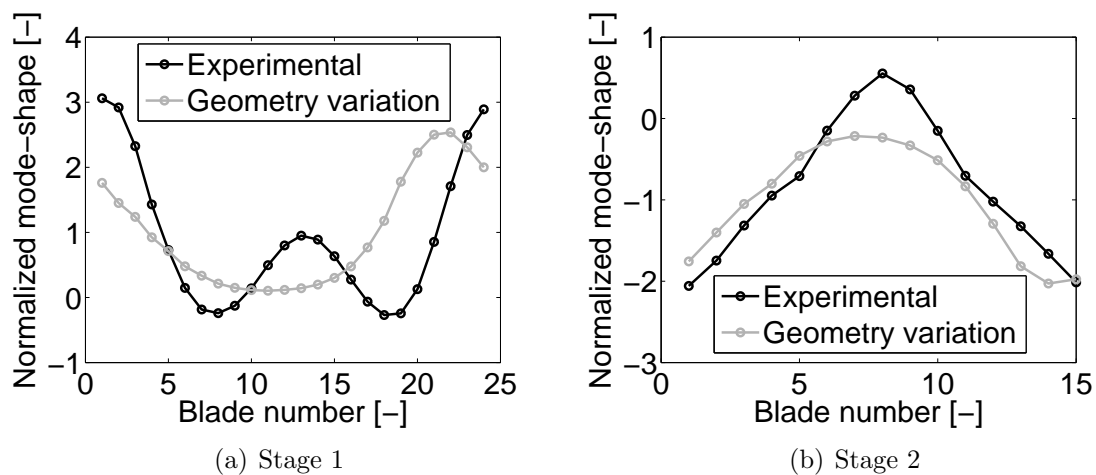 Normalized mode-shape [-]
4
3
2
1
0
-1
0
5
10
15
20
25
Blade number [-]
Experimental
Geometry variation
(a) Stage 1
Normalized mode-shape [-]
1
0
-1
-2
-3
0
5
10
15
Blade number [-]
Experimental
Geometry variation
(b) Stage 2